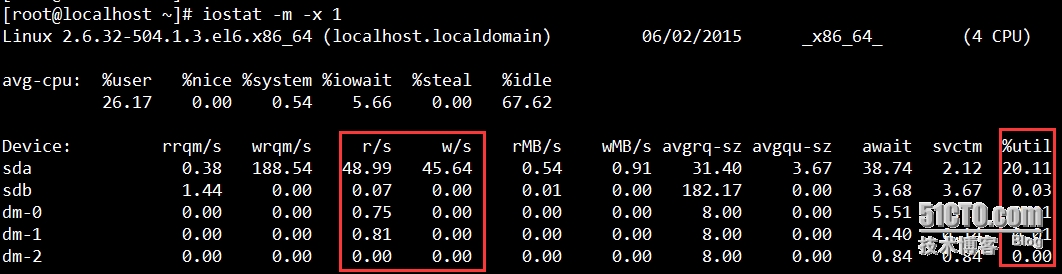 [root@localhost ~]# iostat -m -x 1
Linux 2.6.32-504.1.3.el6.x86_64 (localhost.localdomain) 06/02/2015 _x86_64_ (4 CPU)
avg-cpu: %user %nice %system %iowait %steal %idle
26.17 0.00 0.54 5.66 0.00 67.62
Device: rrqm/s wrqm/s r/s w/s rMB/s wMB/s avgrq-sz avgqu-sz await svctm %util
sda 0.38 188.54 48.99 45.64 0.54 0.91 31.40 3.67 38.74 2.12 20.11
sdb 1.44 0.00 0.07 0.00 0.01 0.00 182.17 0.00 3.68 3.67 0.03
dm-0 0.00 0.00 0.75 0.00 0.00 0.00 8.00 0.00 5.51
dm-1 0.00 0.00 0.81 0.00 0.00 0.00 8.00 0.00 4.40
dm-2 0.00 0.00 0.00 0.00 0.00 0.00 8.00 0.00 0.84 0.84 0.00
51CTO.com
技术博客 Blog